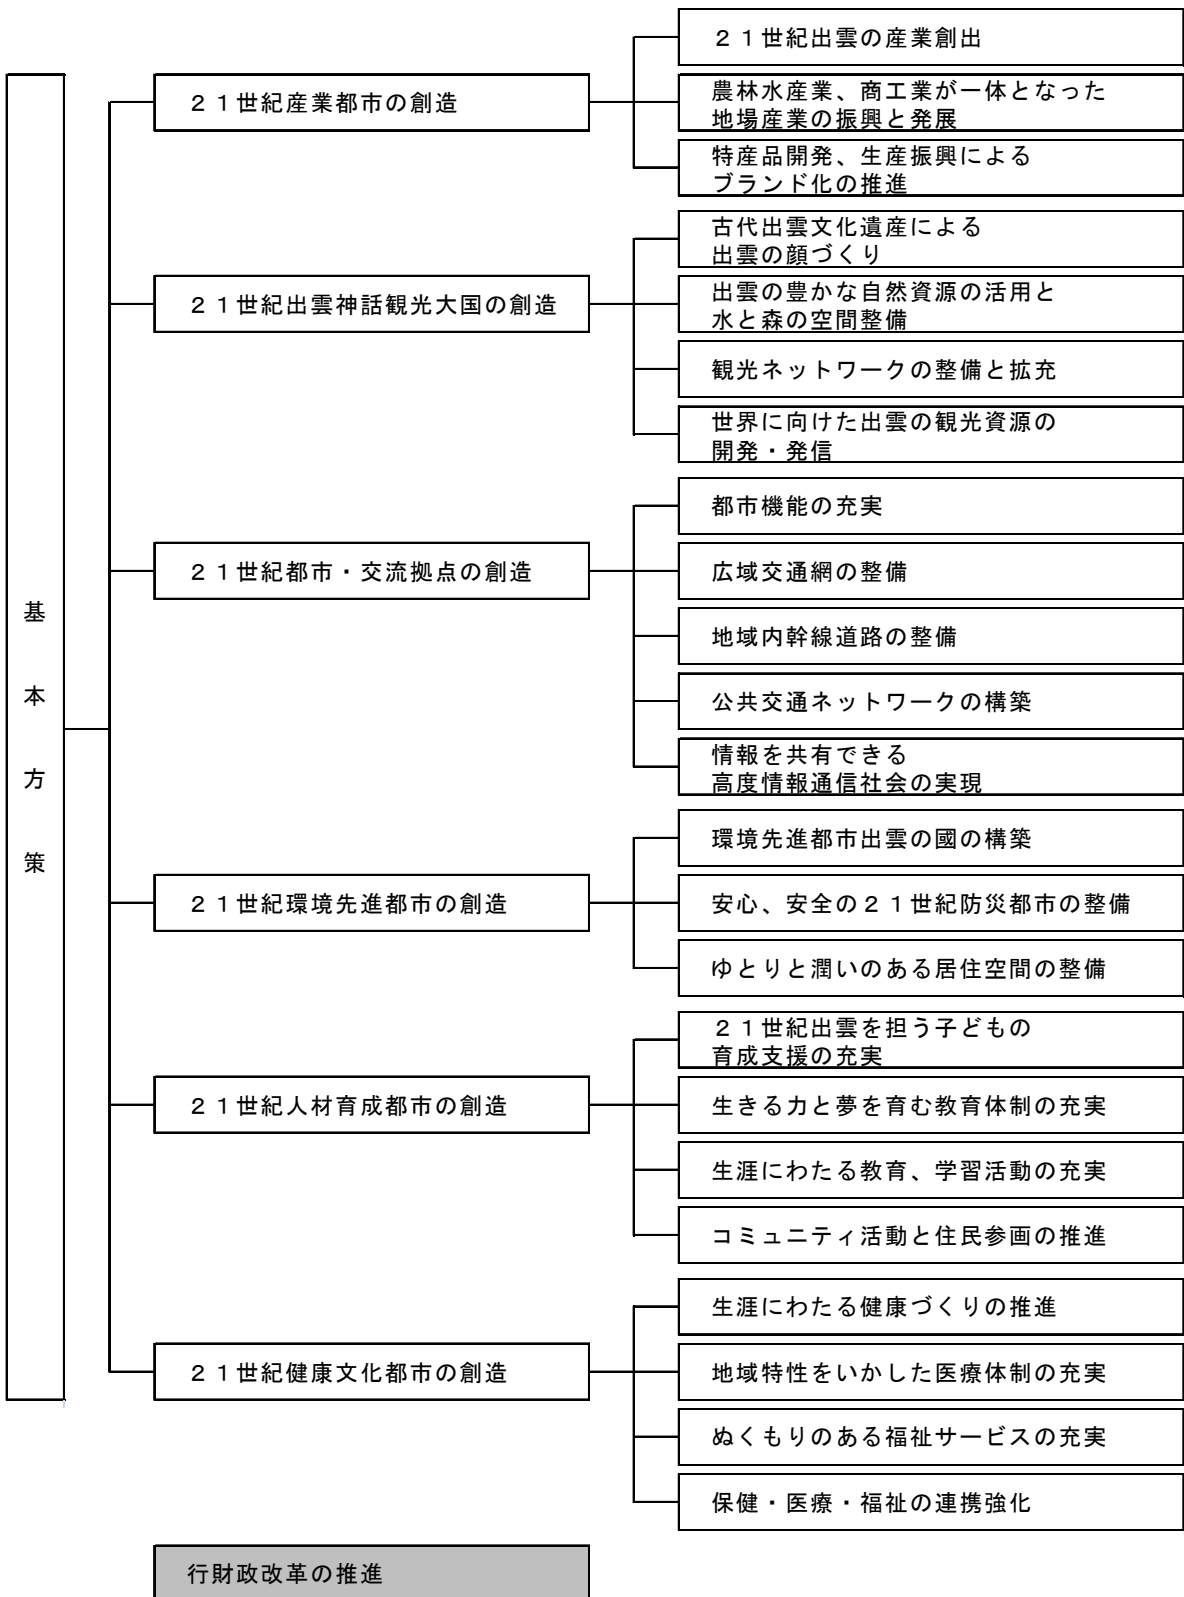 基本方策
２１世紀産業都市の創造
２１世紀出雲の産業創出
農林水産業、商工業が一体となった
地場産業の振興と発展
特産品開発、生産振興による
ブランド化の推進
２１世紀出雲神話観光大国の創造
古代出雲文化遺産による
出雲の顔づくり
出雲の豊かな自然資源の活用と
水と森の空間整備
観光ネットワークの整備と拡充
世界に向けた出雲の観光資源の
開発・発信
２１世紀都市・交流拠点の創造
都市機能の充実
広域交通網の整備
地域内幹線道路の整備
公共交通ネットワークの構築
情報を共有できる
高度情報通信社会の実現
２１世紀環境先進都市の創造
環境先進都市出雲の國の構築
安心、安全の２１世紀防災都市の整備
ゆとりと潤いのある居住空間の整備
２１世紀人材育成都市の創造
２１世紀出雲を担う子どもの
育成支援の充実
生きる力と夢を育む教育体制の充実
生涯にわたる教育、学習活動の充実
コミュニティ活動と住民参画の推進
２１世紀健康文化都市の創造
生涯にわたる健康づくりの推進
地域特性をいかした医療体制の充実
ぬくもりのある福祉サービスの充実
保健・医療・福祉の連携強化
行財政改革の推進